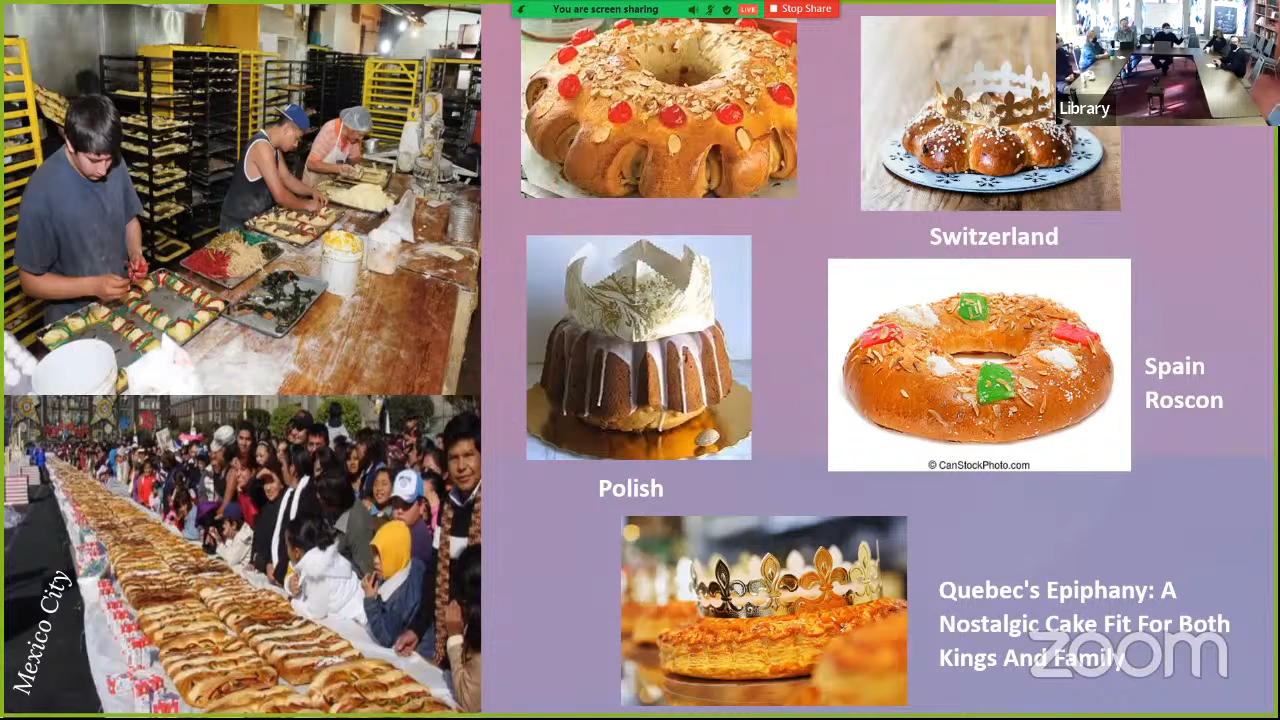 You are screen sharing
LIVE
Stop Share
Library
Switzerland
Spain
Roscon
© CanStockPhoto.com
Polish
Mexico City
Quebec's Epiphany: A
Nostalgic Cake Fit For Both
Kings And Family
zoom